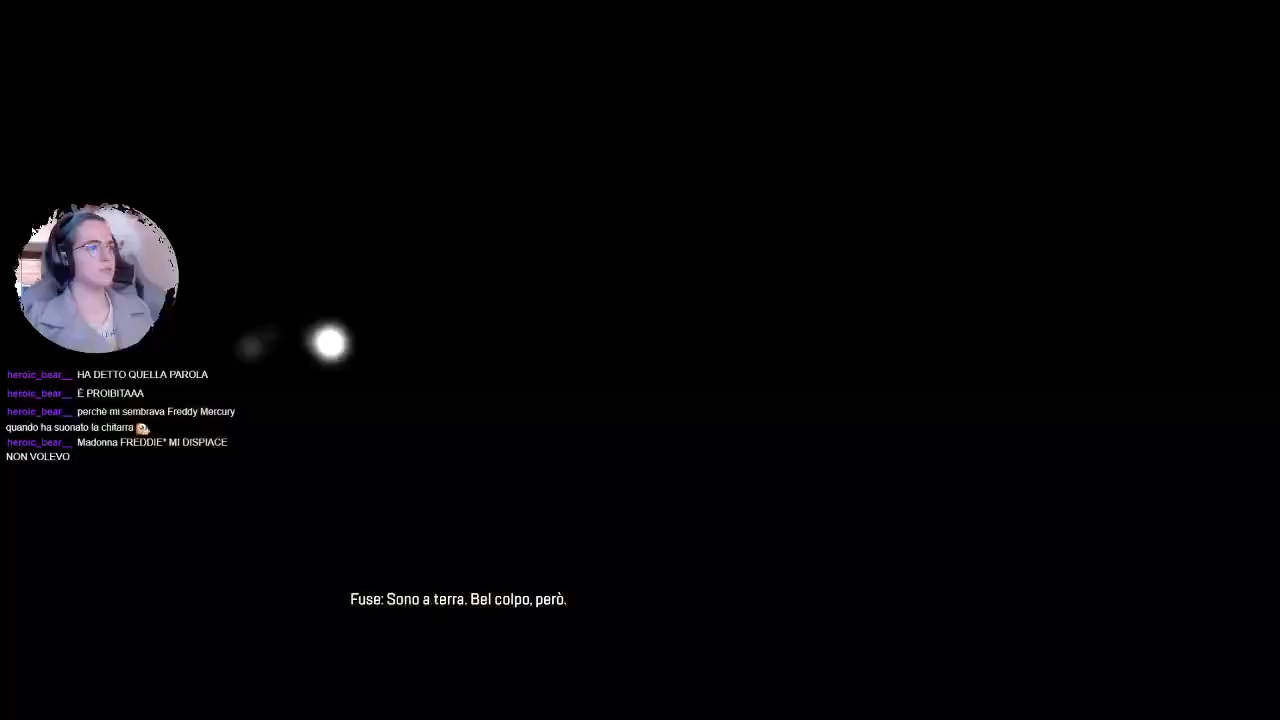 heroic_bear__ HA DETTO QUELLA PAROLA
heroic_bear__ È PROIBITAAA
heroic_bear__ perchè mi sembrava Freddy Mercury
quando ha suonato la chitarra
heroic_bear__ Madonna FREDDIE* MI DISPIACE
NON VOLEVO
Fuse: Sono a terra. Bel colpo, però.